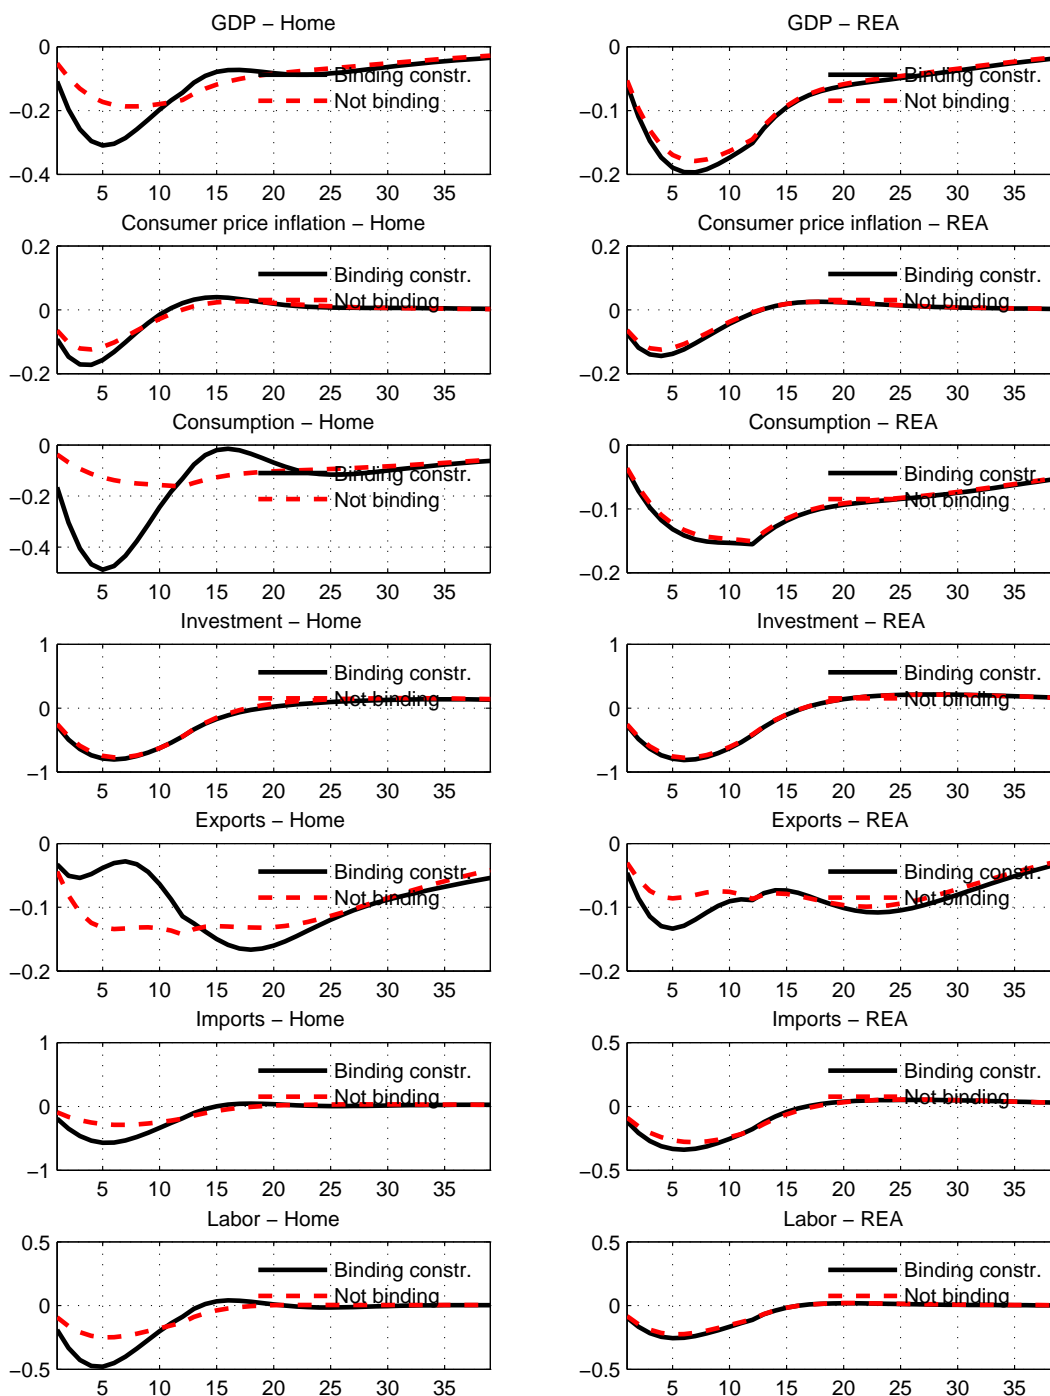 GDP − Home
0
−0.2
−0.4
Binding constr.
Not binding
5 10 15 20 25 30 35
GDP − REA
0
−0.1
−0.2
Binding constr.
Not binding
5 10 15 20 25 30 35
Consumer price inflation − Home
0.2
0
−0.2
Binding constr.
Not binding
5 10 15 20 25 30 35
Consumer price inflation − REA
0.2
0
−0.2
Binding constr.
Not binding
5 10 15 20 25 30 35
Consumption − Home
0
−0.2
−0.4
Binding constr.
Not binding
5 10 15 20 25 30 35
Consumption − REA
0
−0.1
−0.2
Binding constr.
Not binding
5 10 15 20 25 30 35
Investment − Home
1
0
−1
Binding constr.
Not binding
5 10 15 20 25 30 35
Investment − REA
1
0
−1
Binding constr.
Not binding
5 10 15 20 25 30 35
Exports − Home
0
−0.1
−0.2
Binding constr.
Not binding
5 10 15 20 25 30 35
Exports − REA
0
−0.1
−0.2
Binding constr.
Not binding
5 10 15 20 25 30 35
Imports − Home
1
0
−1
Binding constr.
Not binding
5 10 15 20 25 30 35
Imports − REA
0.5
0
−0.5
Binding constr.
Not binding
5 10 15 20 25 30 35
Labor − Home
0.5
0
−0.5
Binding constr.
Not binding
5 10 15 20 25 30 35
Labor − REA
0.5
0
−0.5
Binding constr.
Not binding
5 10 15 20 25 30 35